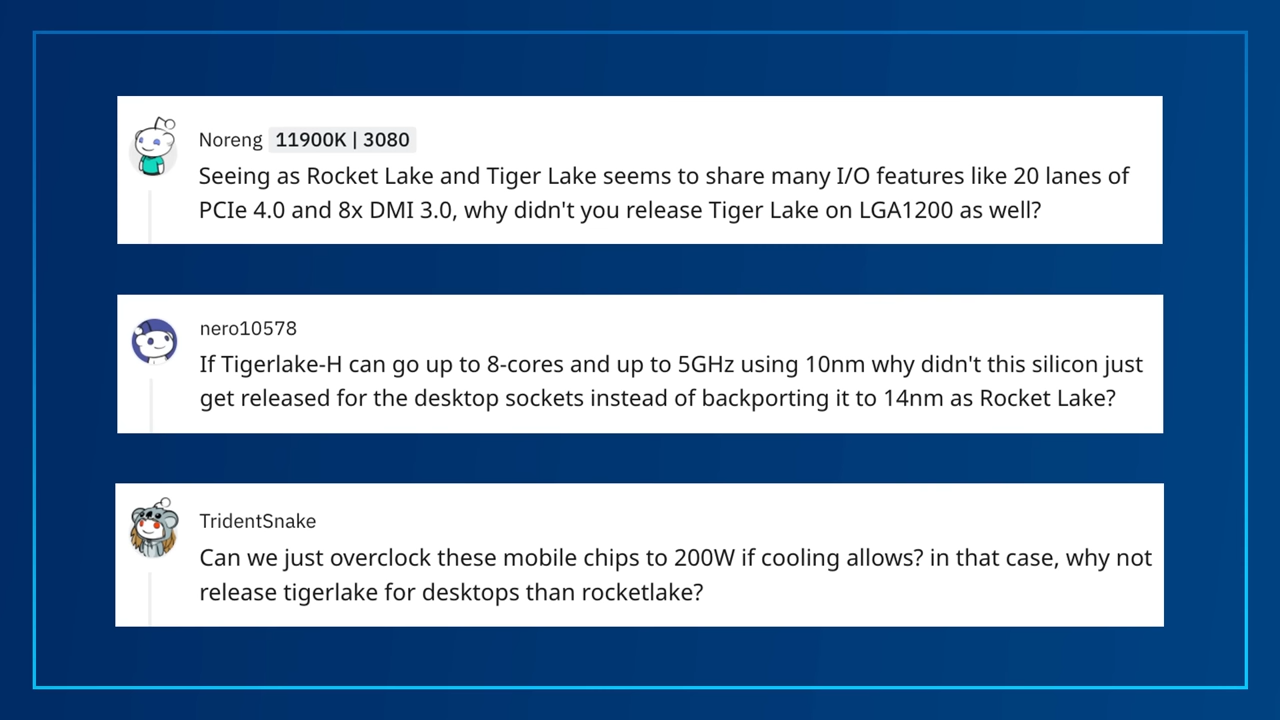 Noreng 11900K | 3080
Seeing as Rocket Lake and Tiger Lake seems to share many I/O features like 20 lanes of
PCIe 4.0 and 8x DMI 3.0, why didn't you release Tiger Lake on LGA1200 as well?
nero10578
If Tigerlake-H can go up to 8-cores and up to 5GHz using 10nm why didn't this silicon just
get released for the desktop sockets instead of backporting it to 14nm as Rocket Lake?
TridentSnake
Can we just overclock these mobile chips to 200W if cooling allows? in that case, why not
release tigerlake for desktops than rocketlake?